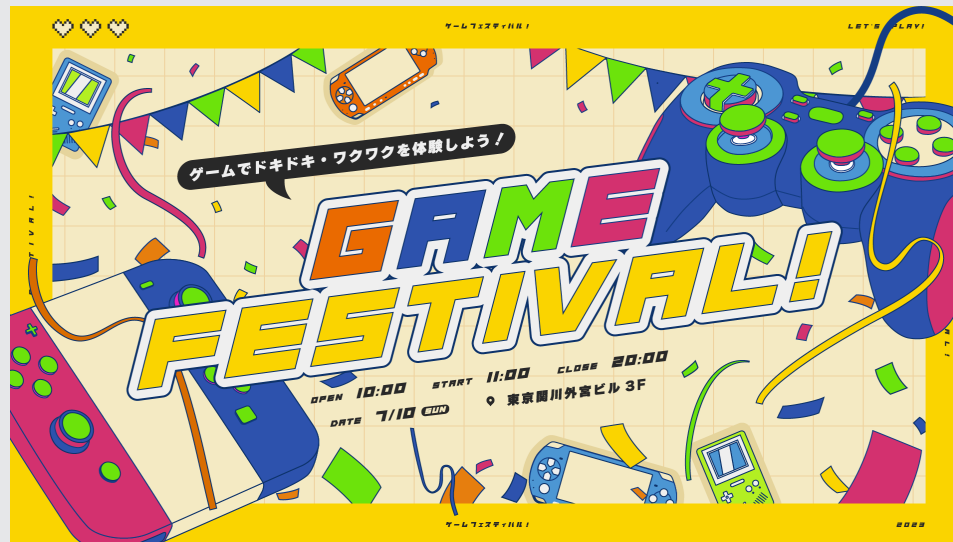 ゲームフェスティバル!
LET'S PLAY!
ゲームでドキドキ・ワクワクを体験しよう!
GAME
FESTIVAL!
OPEN 10:00 START 11:00 CLOSE 20:00
DATE 7/10 SUN 東京関川外宮ビル 3F
ゲームフェスティバル!
2023